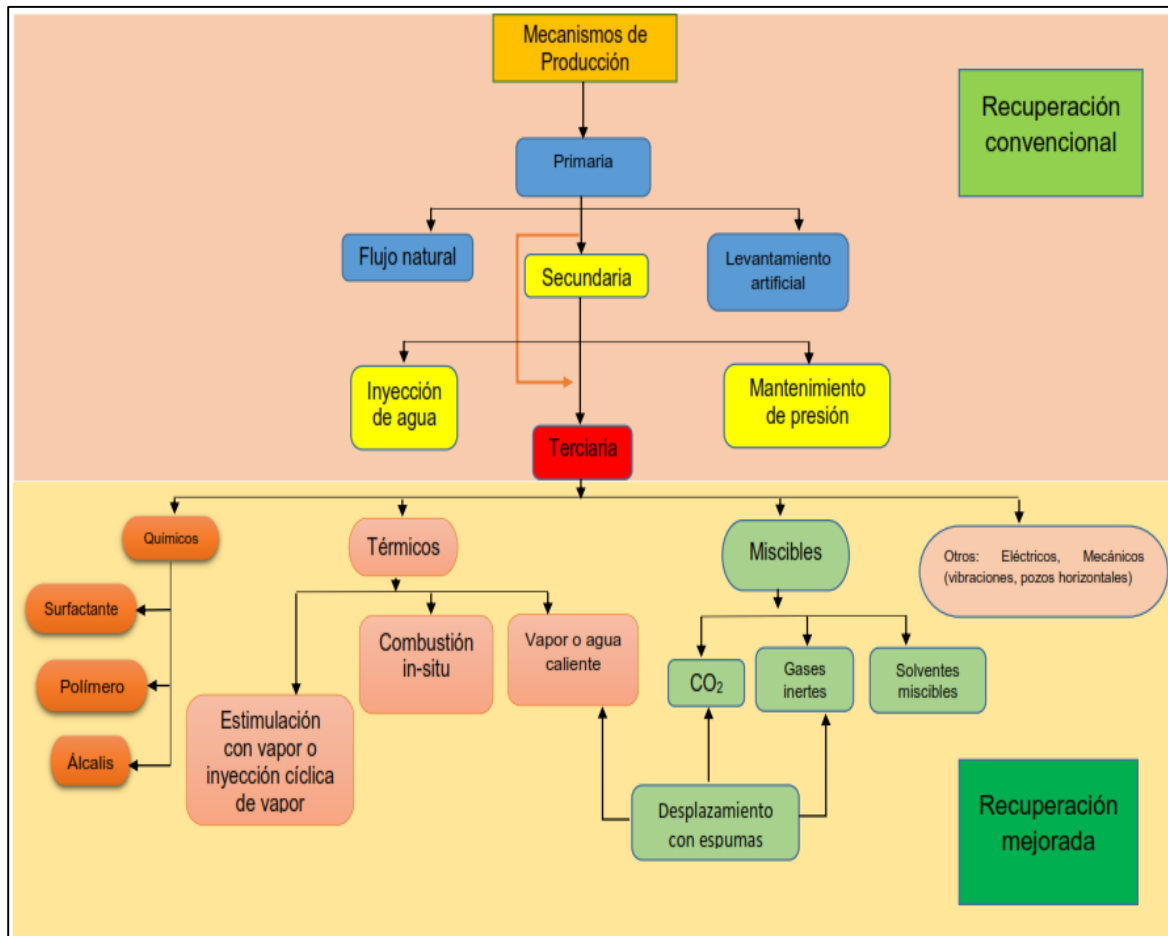 Mecanismos de
Producción
Recuperación
convencional
Primaria
Flujo natural
Secundaria
Levantamiento
artificial
Inyección
de agua
Mantenimiento
de presión
Terciaria
Químicos
Térmicos
Miscibles
Otros: Eléctricos, Mecánicos
(vibraciones, pozos horizontales)
Surfactante
Polímero
Álcalis
Estimulación
con vapor o
inyección cíclica
de vapor
Combustión
in-situ
Vapor o agua
caliente
CO₂
Gases
inertes
Solventes
miscibles
Desplazamiento
con espumas
Recuperación
mejorada